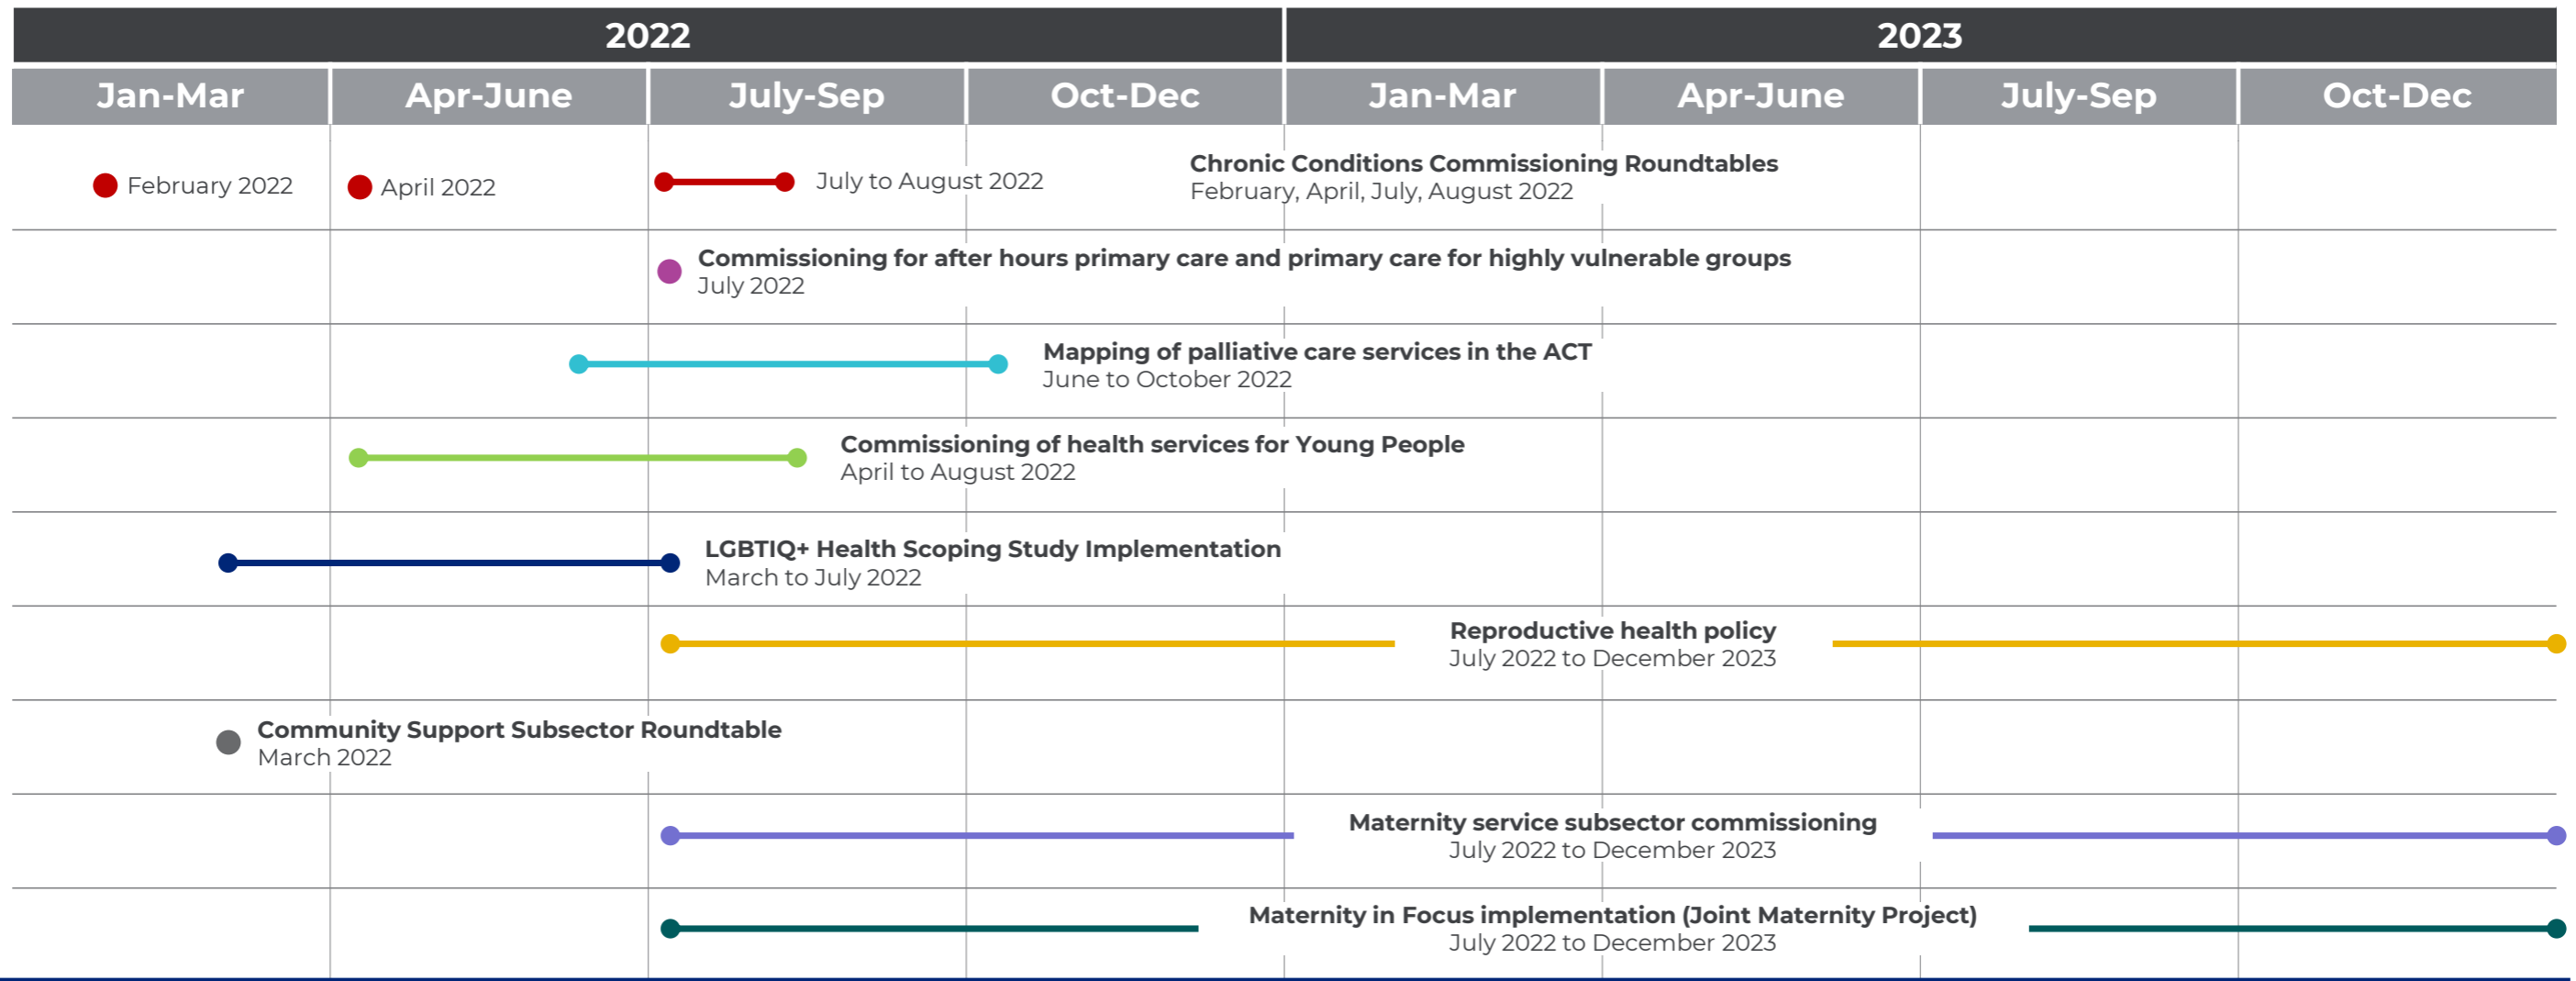 2022
2023
Jan-Mar
Apr-June
July-Sep
Oct-Dec
Jan-Mar
Apr-June
July-Sep
Oct-Dec
February 2022
April 2022
July to August 2022
Chronic Conditions Commissioning Roundtables
February, April, July, August 2022
Commissioning for after hours primary care and primary care for highly vulnerable groups
July 2022
Mapping of palliative care services in the ACT
June to October 2022
Commissioning of health services for Young People
April to August 2022
LGBTIQ+ Health Scoping Study Implementation
March to July 2022
Reproductive health policy
July 2022 to December 2023
Community Support Subsector Roundtable
March 2022
Maternity service subsector commissioning
July 2022 to December 2023
Maternity in Focus implementation (Joint Maternity Project)
July 2022 to December 2023